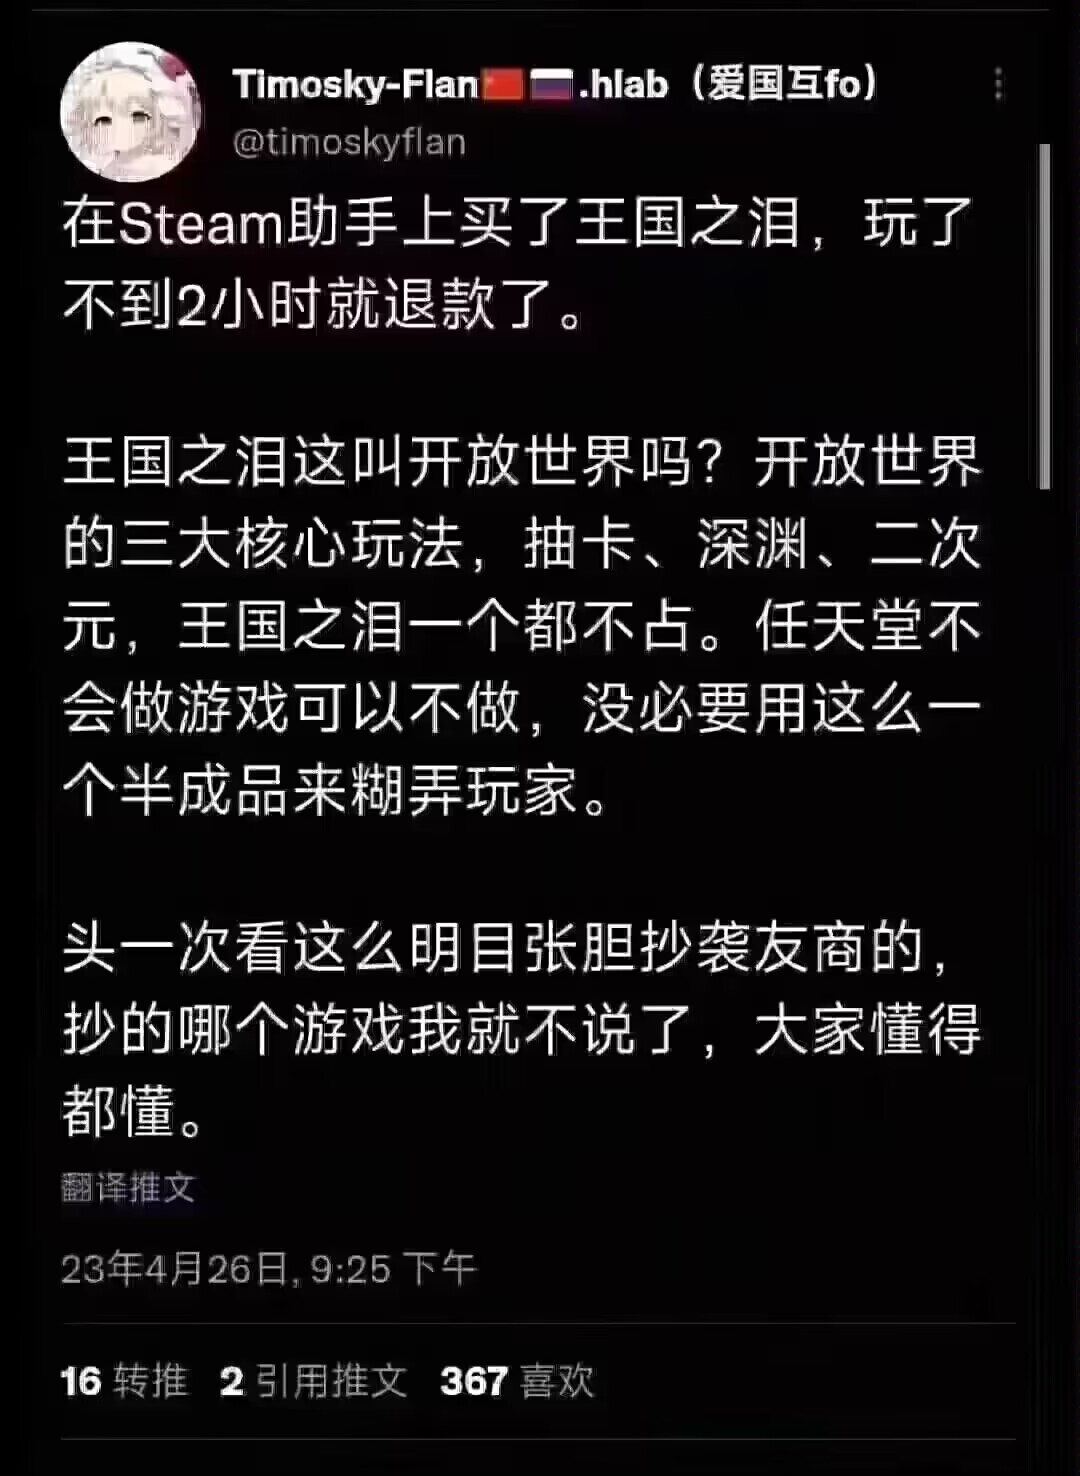 Timosky-Flan🇨🇳🇷🇺.hlab（爱国互fo）
@timoskyflan
在Steam助手上买了王国之泪，玩了
不到2小时就退款了。
王国之泪这叫开放世界吗？开放世界
的三大核心玩法，抽卡、深渊、二次
元，王国之泪一个都不占。任天堂不
会做游戏可以不做，没必要用这么一
个半成品来糊弄玩家。
头一次看这么明目张胆抄袭友商的，
抄的哪个游戏我就不说了，大家懂得
都懂。
翻译推文
23年4月26日, 9:25 下午
16 转推 2 引用推文 367 喜欢